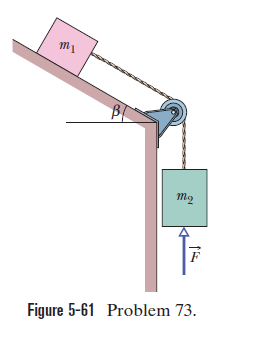 m₁
β
m₂
F⃗
Figure 5-61 Problem 73.